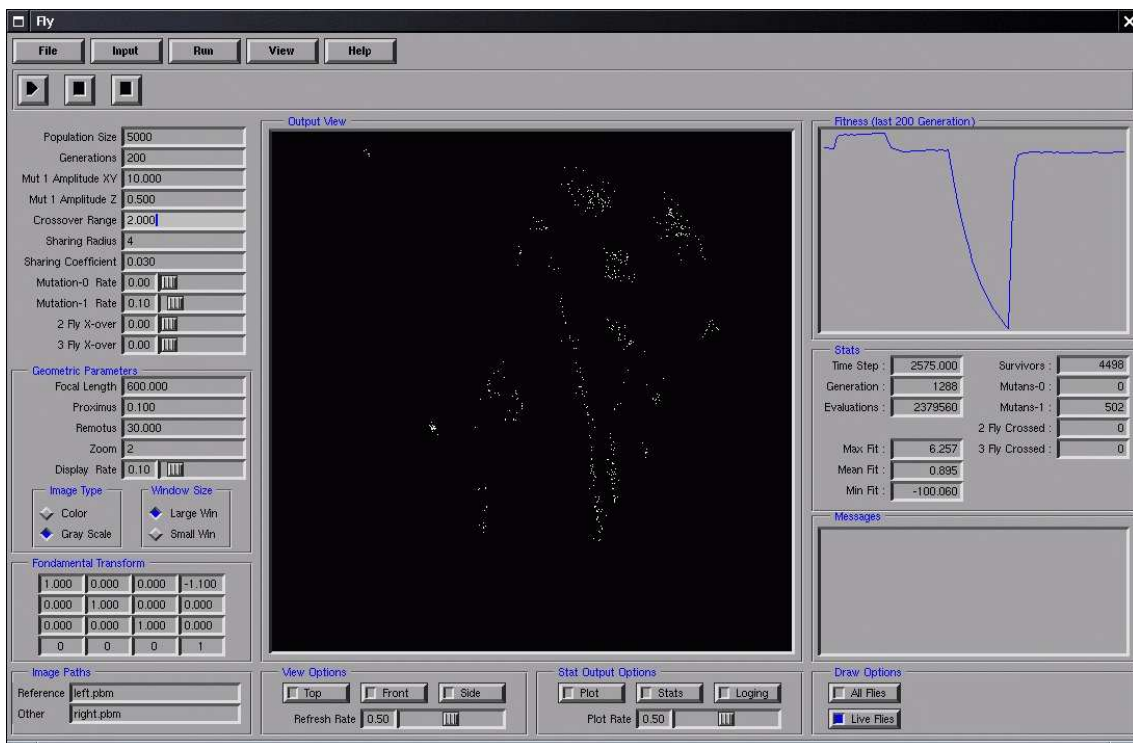 Fly
File Input Run View Help
Population Size 5000
Generations 200
Mut 1 Amplitude XY 10.000
Mut 1 Amplitude Z 0.500
Crossover Range 2.000
Sharing Radius 4
Sharing Coefficient 0.030
Mutation-0 Rate 0.00
Mutation-1 Rate 0.10
2 Fly X-over 0.00
3 Fly X-over 0.00
Geometric Parameters
Focal Length 600.000
Proximus 0.100
Remotus 30.000
Zoom 2
Display Rate 0.10
Image Type Window Size
Color Large Win
Gray Scale Small Win
Fondamental Transform
1.000 0.000 0.000 -1.100
0.000 1.000 0.000 0.000
0.000 0.000 1.000 0.000
0 0 0 1
Image Paths
Reference left.pbm
Other right.pbm
Output View
View Options
Top Front Side
Refresh Rate 0.50
Stat Output Options
Plot Stats Loging
Plot Rate 0.50
Fitness (last 200 Generation)
Stats
Time Step : 2575.000 Survivors : 4498
Generation : 1288 Mutans-0 : 0
Evaluations : 2379560 Mutans-1 : 502
2 Fly Crossed : 0
Max Fit : 6.257 3 Fly Crossed : 0
Mean Fit : 0.895
Min Fit : -100.060
Messages
Draw Options
All Flies
Live Flies